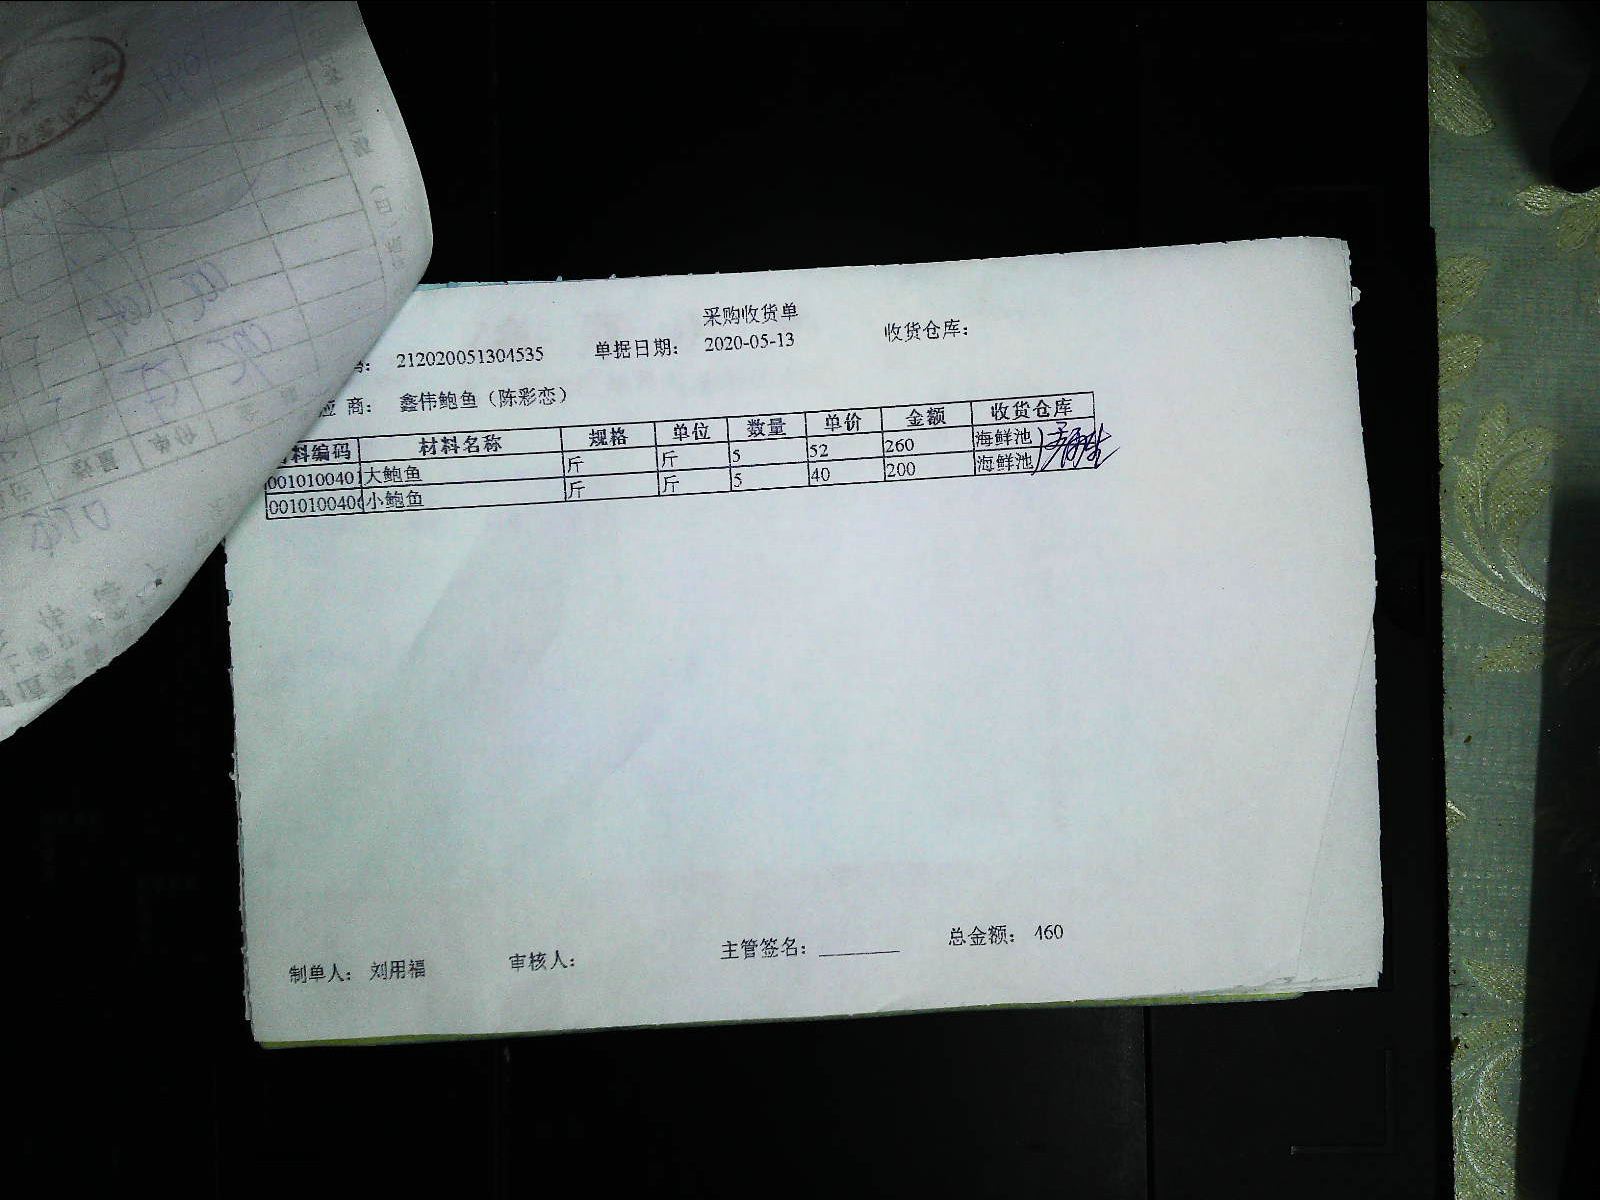 采购收货单
号： 212020051304535 单据日期： 2020-05-13 收货仓库：
应 商： 鑫伟鲍鱼（陈彩恋）
料编码 材料名称 规格 单位 数量 单价 金额 收货仓库
001010040 大鲍鱼 斤 斤 5 52 260 海鲜池
001010040 小鲍鱼 斤 斤 5 40 200 海鲜池
制单人： 刘用福 审核人： 主管签名： 总金额： 460